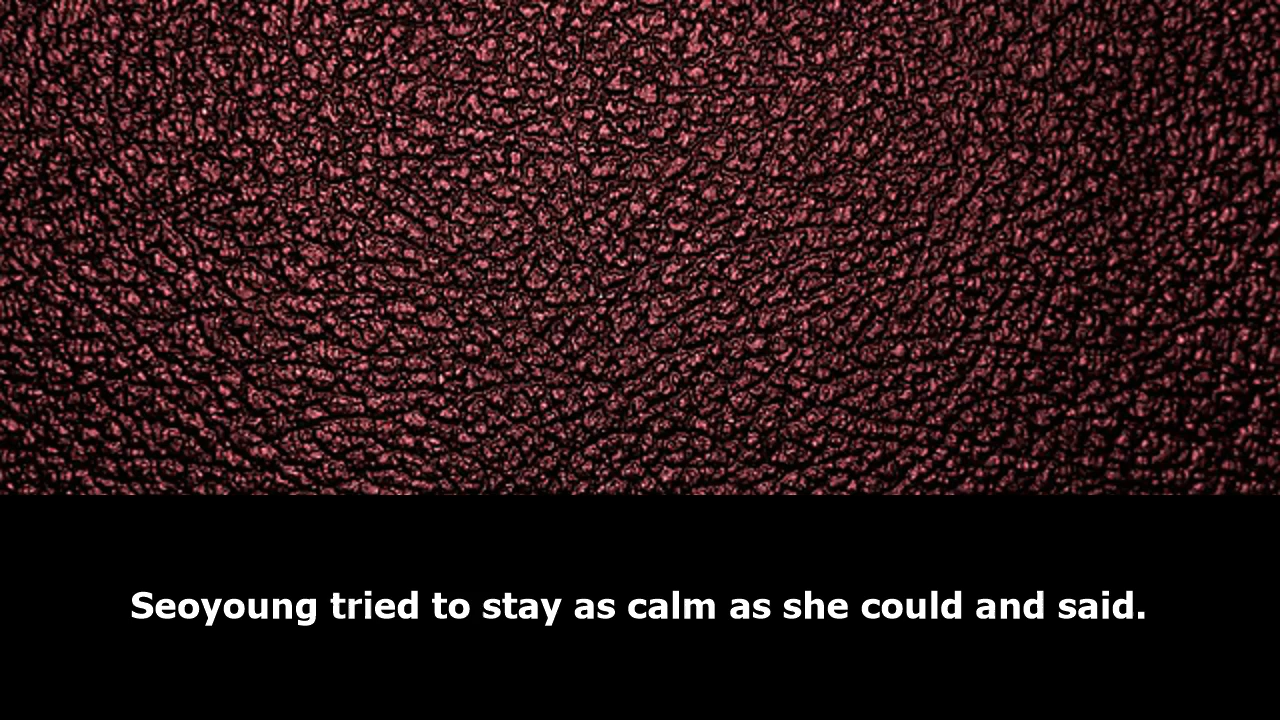 Seoyoung tried to stay as calm as she could and said.